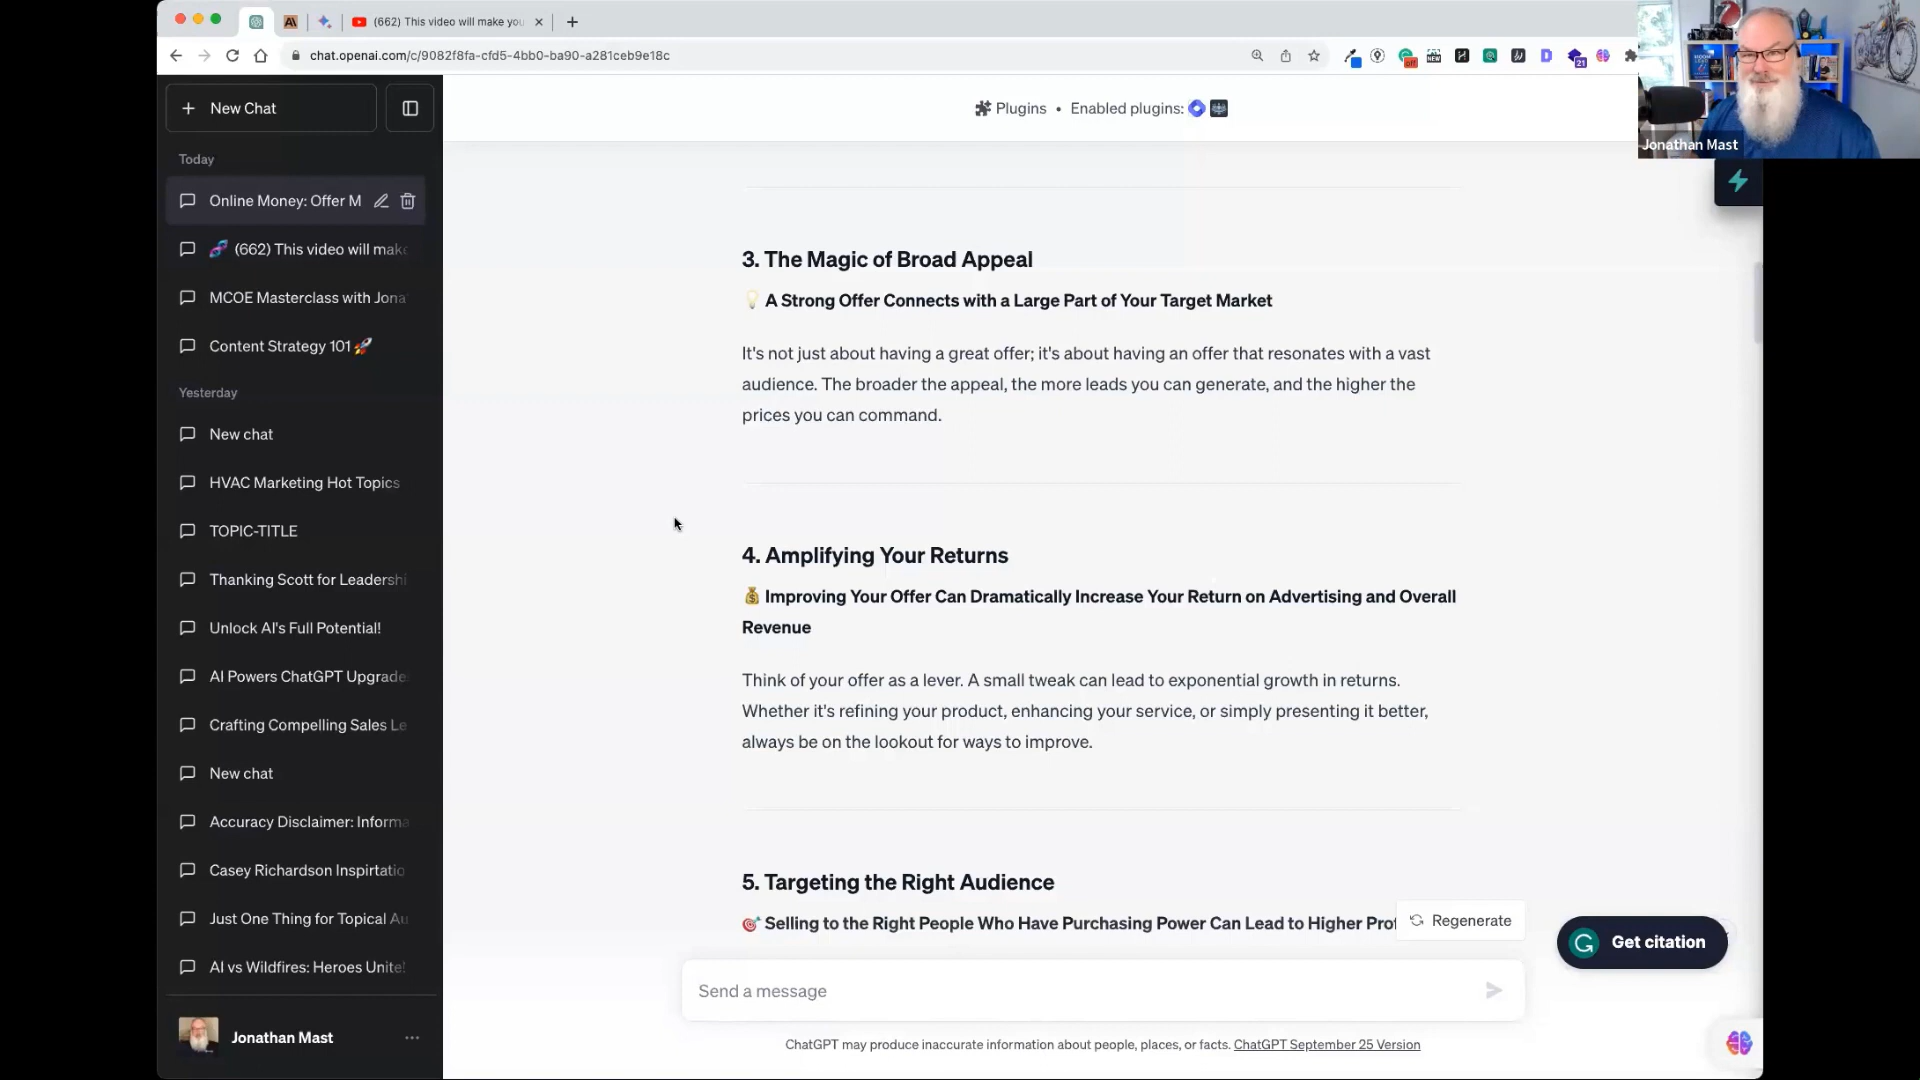 (662) This video will make you
chat.openai.com/c/9082f8fa-cfd5-4bb0-ba90-a281ceb9e18c
off
NEW
21
Jonathan Mast
New Chat
Today
Online Money: Offer M
(662) This video will make
MCOE Masterclass with Jona
Content Strategy 101 🚀
Yesterday
New chat
HVAC Marketing Hot Topics
TOPIC-TITLE
Thanking Scott for Leadershi
Unlock AI's Full Potential!
AI Powers ChatGPT Upgrade
Crafting Compelling Sales Le
New chat
Accuracy Disclaimer: Informa
Casey Richardson Inspirtatio
Just One Thing for Topical Au
AI vs Wildfires: Heroes Unite!
Jonathan Mast
Plugins • Enabled plugins:
3. The Magic of Broad Appeal
💡 A Strong Offer Connects with a Large Part of Your Target Market
It's not just about having a great offer; it's about having an offer that resonates with a vast
audience. The broader the appeal, the more leads you can generate, and the higher the
prices you can command.
4. Amplifying Your Returns
💰 Improving Your Offer Can Dramatically Increase Your Return on Advertising and Overall
Revenue
Think of your offer as a lever. A small tweak can lead to exponential growth in returns.
Whether it's refining your product, enhancing your service, or simply presenting it better,
always be on the lookout for ways to improve.
5. Targeting the Right Audience
🎯 Selling to the Right People Who Have Purchasing Power Can Lead to Higher Prof
Regenerate
Get citation
Send a message
ChatGPT may produce inaccurate information about people, places, or facts. ChatGPT September 25 Version